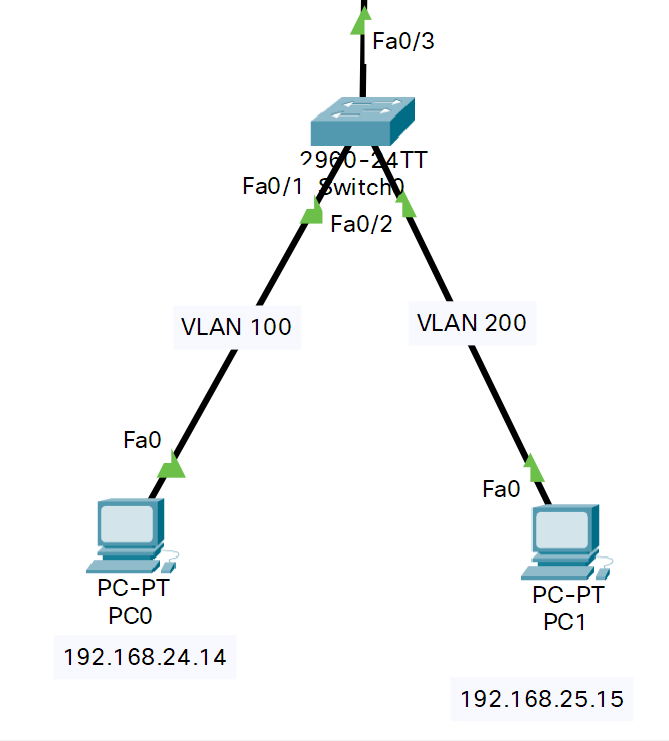 Fa0/3
2960-24TT
Fa0/1 Switch0
Fa0/2
VLAN 100
VLAN 200
Fa0
Fa0
PC-PT
PC0
PC-PT
PC1
192.168.24.14
192.168.25.15